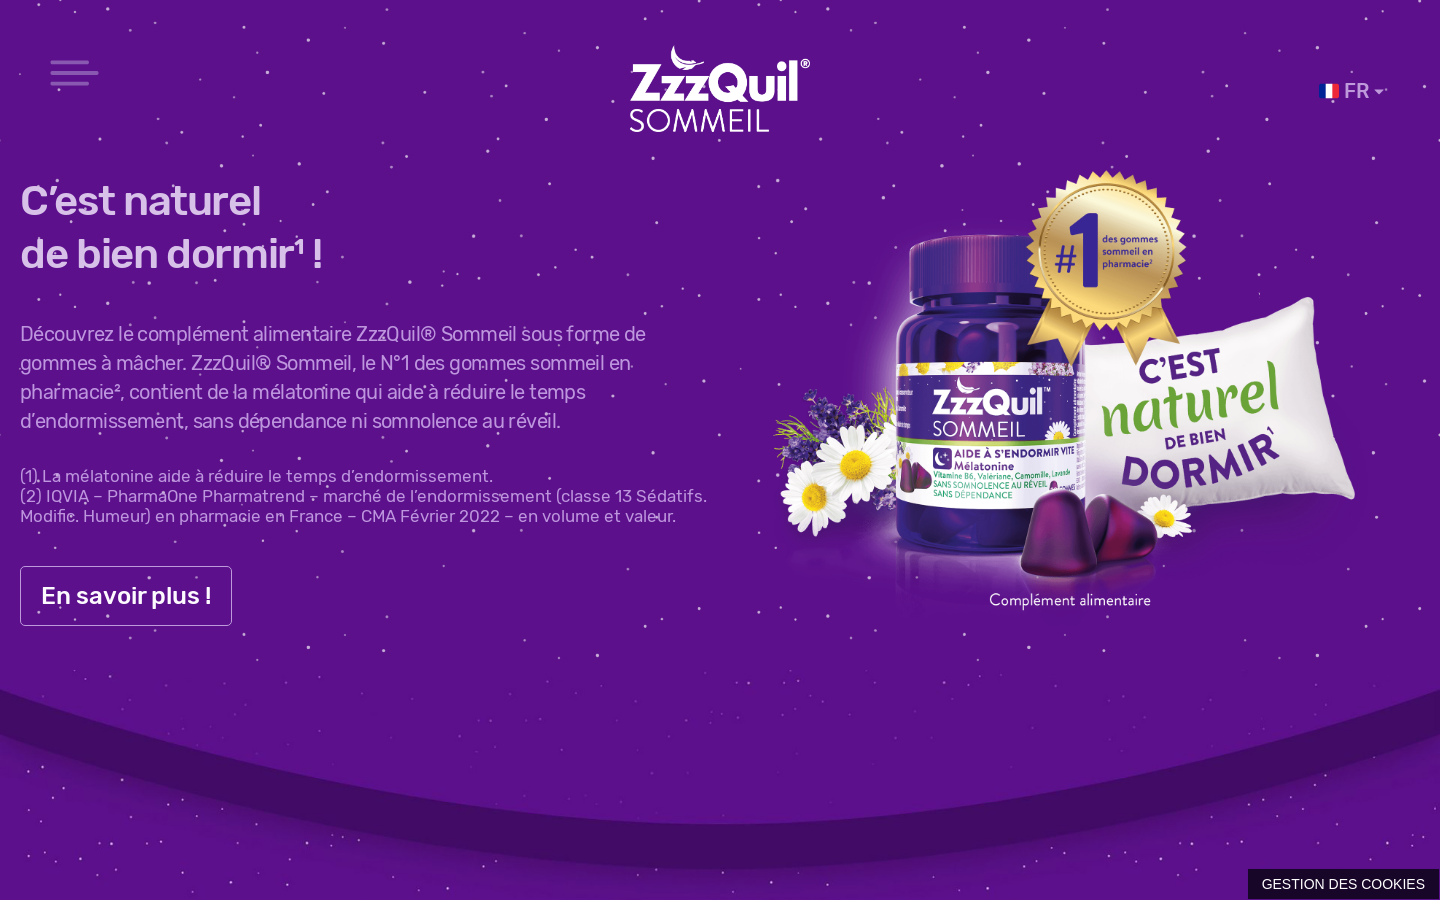 ZzzQuil®
SOMMEIL
FR
C’est naturel
de bien dormir¹ !
Découvrez le complément alimentaire ZzzQuil® Sommeil sous forme de
gommes à mâcher. ZzzQuil® Sommeil, le N°1 des gommes sommeil en
pharmacie², contient de la mélatonine qui aide à réduire le temps
d’endormissement, sans dépendance ni somnolence au réveil.
(1) La mélatonine aide à réduire le temps d’endormissement.
(2) IQVIA – PharmaOne Pharmatrend – marché de l’endormissement (classe 13 Sédatifs.
Modific. Humeur) en pharmacie en France – CMA Février 2022 – en volume et valeur.
En savoir plus !
#1
des gommes
sommeil en
pharmacie²
ZzzQuil™
SOMMEIL
AIDE À S’ENDORMIR VITE
Mélatonine
Vitamine B6, Valériane, Camomille, Lavande
SANS SOMNOLENCE AU RÉVEIL
SANS DÉPENDANCE
C’EST
naturel
DE BIEN
DORMIR¹
Complément alimentaire
GESTION DES COOKIES